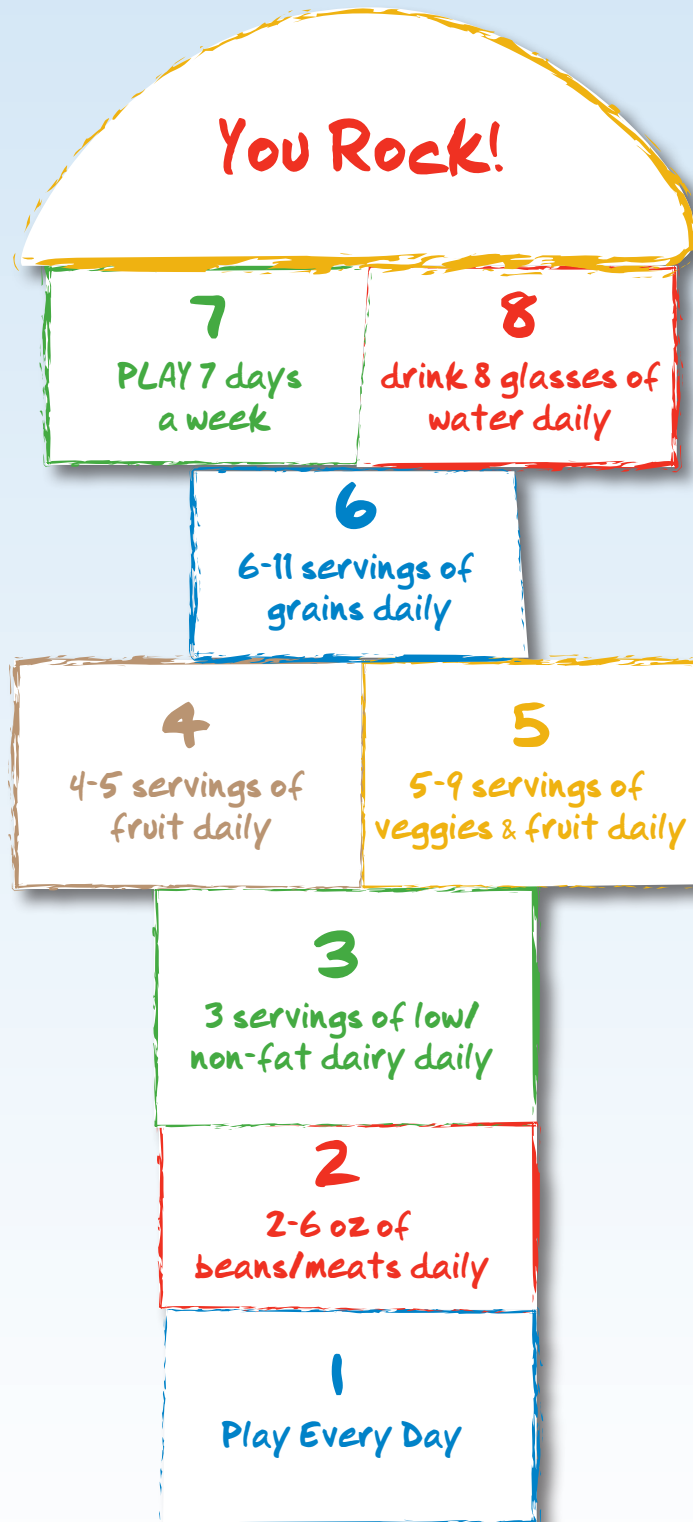 You Rock!
7
PLAY 7 days
a week
8
drink 8 glasses of
water daily
6
6-11 servings of
grains daily
4
4-5 servings of
fruit daily
5
5-9 servings of
veggies & fruit daily
3
3 servings of low/
non-fat dairy daily
2
2-6 oz of
beans/meats daily
1
Play Every Day